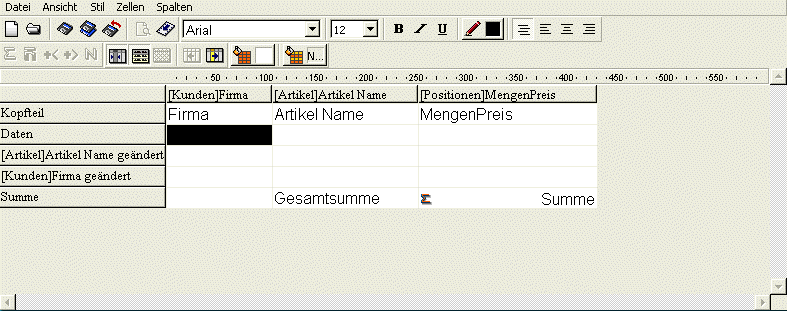 Datei Ansicht Stil Zellen Spalten
Arial 12 B I U
N...
50 100 150 200 250 300 350 400 450 500 550
[Kunden]Firma [Artikel]Artikel Name [Positionen]MengenPreis
Kopfteil Firma Artikel Name MengenPreis
Daten
[Artikel]Artikel Name geändert
[Kunden]Firma geändert
Summe Gesamtsumme Σ Summe